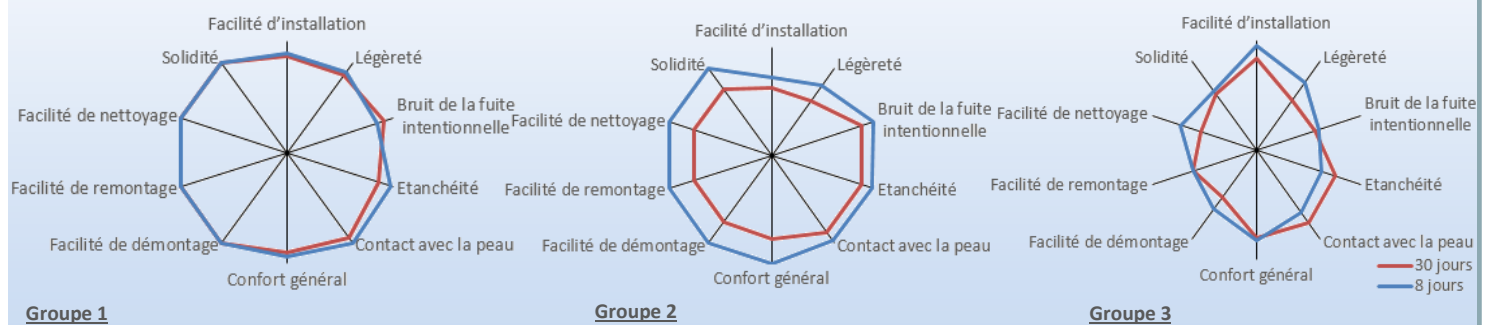 Facilité d'installation
Légèreté
Bruit de la fuite
intentionnelle
Etanchéité
Contact avec la peau
Confort général
Facilité de démontage
Facilité de remontage
Facilité de nettoyage
Solidité
Groupe 1
Facilité d'installation
Légèreté
Bruit de la fuite
intentionnelle
Etanchéité
Contact avec la peau
Confort général
Facilité de démontage
Facilité de remontage
Facilité de nettoyage
Solidité
Groupe 2
Facilité d'installation
Légèreté
Bruit de la fuite
intentionnelle
Etanchéité
Contact avec la peau
Confort général
Facilité de démontage
Facilité de remontage
Facilité de nettoyage
Solidité
30 jours
8 jours
Groupe 3